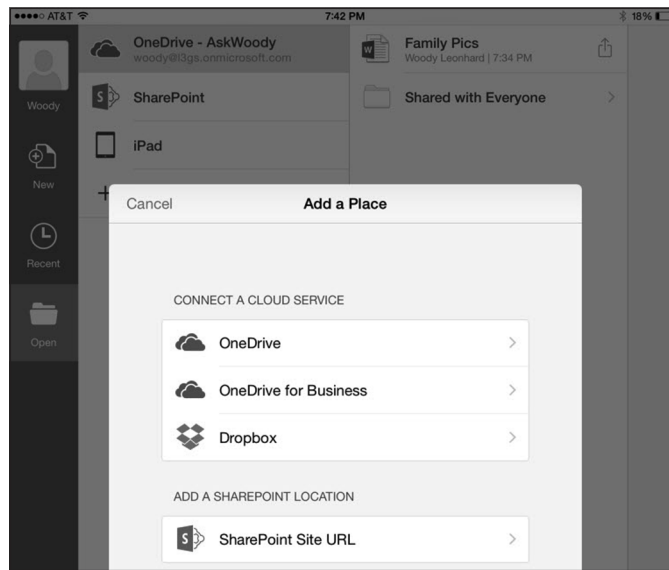 AT&T 7:42 PM 18%
OneDrive - AskWoody
woody@l3gs.onmicrosoft.com
Family Pics
Woody Leonhard | 7:34 PM
Woody
SharePoint
Shared with Everyone
iPad
New
Cancel
Add a Place
Recent
CONNECT A CLOUD SERVICE
OneDrive
Open
OneDrive for Business
Dropbox
ADD A SHAREPOINT LOCATION
SharePoint Site URL